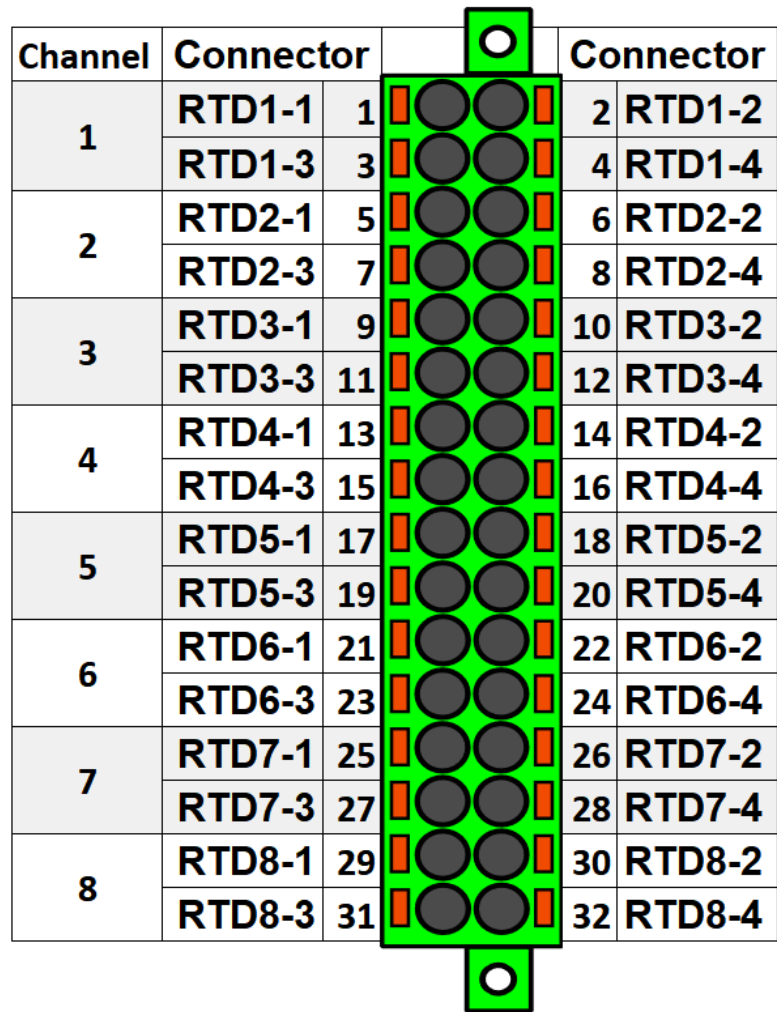 Channel Connector Connector
1
RTD1-1 1 2 RTD1-2
RTD1-3 3 4 RTD1-4
2
RTD2-1 5 6 RTD2-2
RTD2-3 7 8 RTD2-4
3
RTD3-1 9 10 RTD3-2
RTD3-3 11 12 RTD3-4
4
RTD4-1 13 14 RTD4-2
RTD4-3 15 16 RTD4-4
5
RTD5-1 17 18 RTD5-2
RTD5-3 19 20 RTD5-4
6
RTD6-1 21 22 RTD6-2
RTD6-3 23 24 RTD6-4
7
RTD7-1 25 26 RTD7-2
RTD7-3 27 28 RTD7-4
8
RTD8-1 29 30 RTD8-2
RTD8-3 31 32 RTD8-4